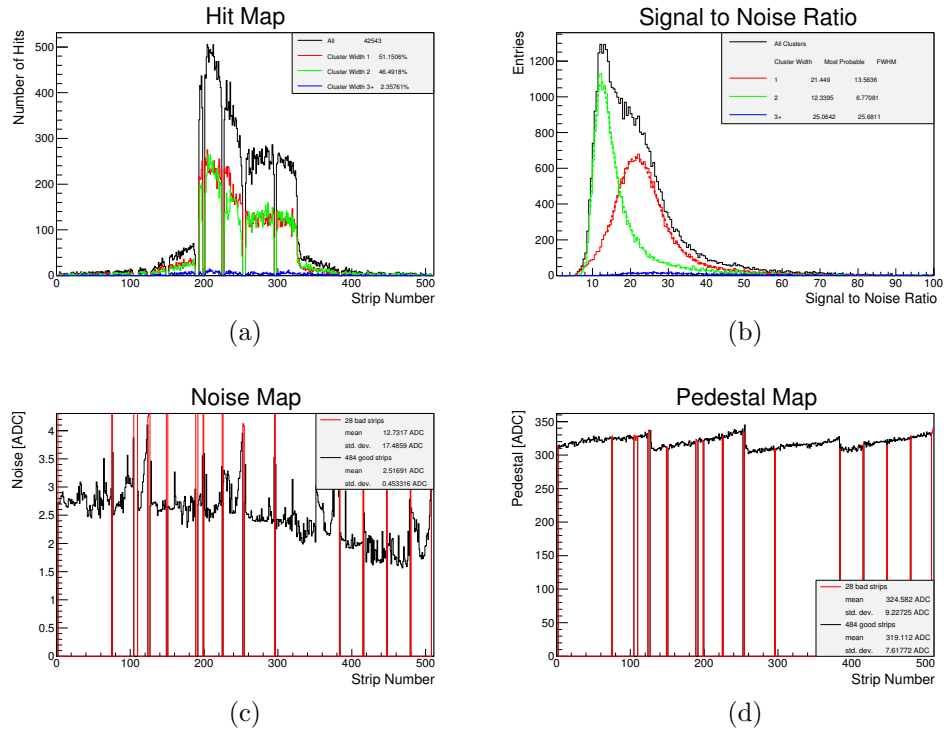 Hit Map
Number of Hits
500
400
300
200
100
0
All 42543
Cluster Width 1 51.1506%
Cluster Width 2 46.4918%
Cluster Width 3+ 2.35761%
0 100 200 300 400 500
Strip Number
(a)
Signal to Noise Ratio
Entries
1200
1000
800
600
400
200
0
All Clusters
Cluster Width Most Probable FWHM
1 21.449 13.5636
2 12.3395 6.77081
3+ 25.0642 25.6811
0 10 20 30 40 50 60 70 80 90 100
Signal to Noise Ratio
(b)
Noise Map
Noise [ADC]
4
3.5
3
2.5
2
1.5
1
0.5
0
28 bad strips
mean 12.7317 ADC
std. dev. 17.4859 ADC
484 good strips
mean 2.51691 ADC
std. dev. 0.453316 ADC
0 100 200 300 400 500
Strip Number
(c)
Pedestal Map
Pedestal [ADC]
350
300
250
200
150
100
50
0
28 bad strips
mean 324.582 ADC
std. dev. 9.22725 ADC
484 good strips
mean 319.112 ADC
std. dev. 7.61772 ADC
0 100 200 300 400 500
Strip Number
(d)